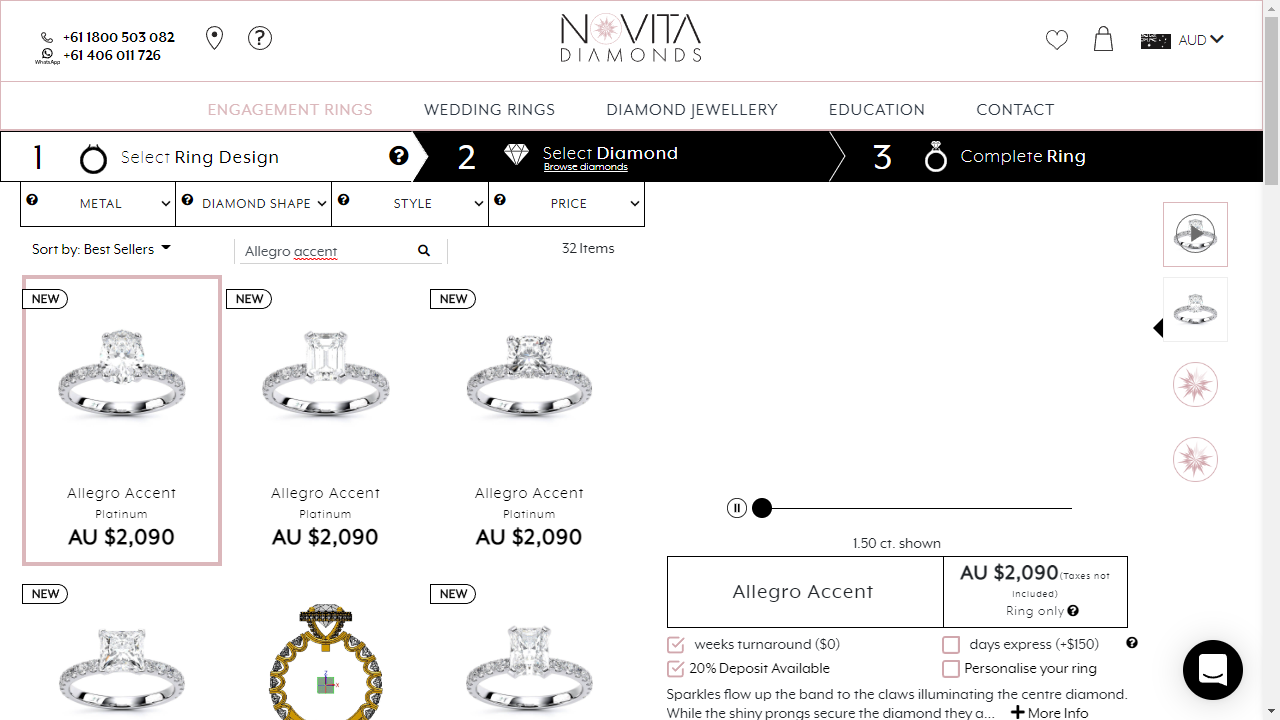 +61 1800 503 082
WhatsApp
+61 406 011 726
?
NOVITA
DIAMONDS
AUD
ENGAGEMENT RINGS
WEDDING RINGS
DIAMOND JEWELLERY
EDUCATION
CONTACT
1
Select Ring Design
?
2
Select Diamond
Browse diamonds
3
Complete Ring
? METAL
? DIAMOND SHAPE
? STYLE
? PRICE
Sort by: Best Sellers
Allegro accent
32 Items
NEW
NEW
NEW
Allegro Accent
Platinum
AU $2,090
Allegro Accent
Platinum
AU $2,090
Allegro Accent
Platinum
AU $2,090
NEW
NEW
1.50 ct. shown
Allegro Accent
AU $2,090 (Taxes not
included)
Ring only ?
weeks turnaround ($0)
days express (+$150) ?
20% Deposit Available
Personalise your ring
Sparkles flow up the band to the claws illuminating the centre diamond.
While the shiny prongs secure the diamond they a... + More Info